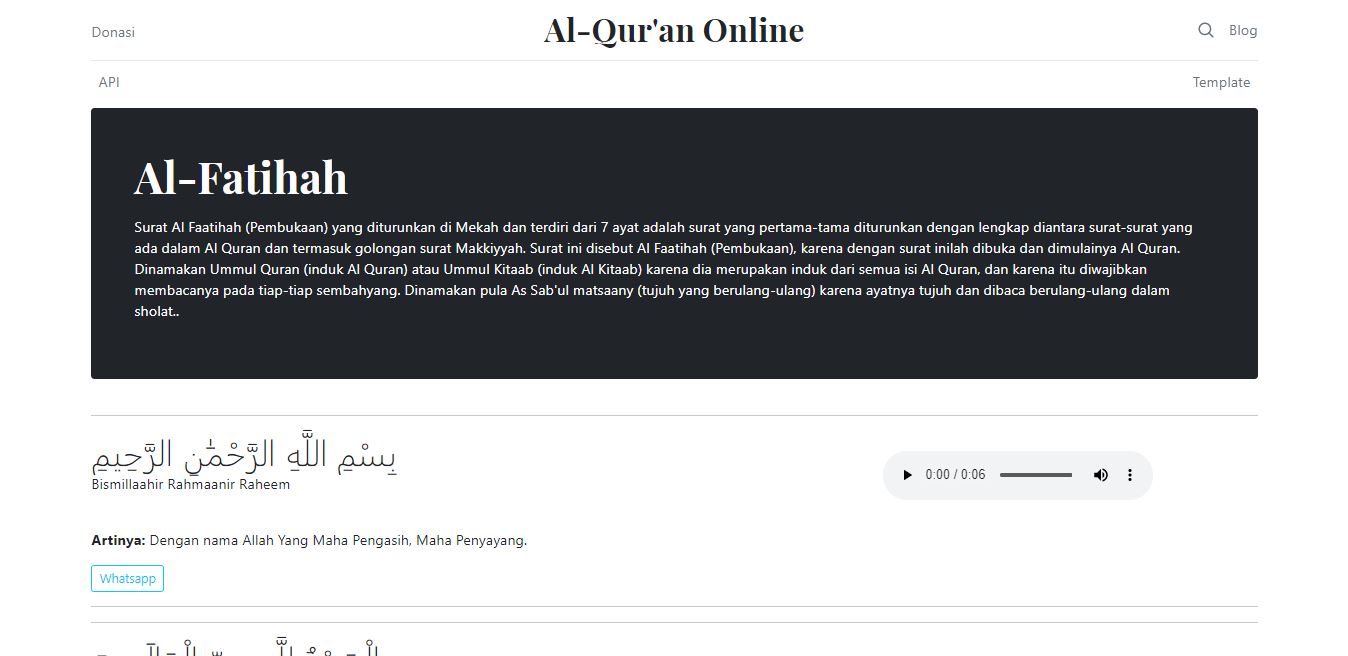 Donasi
Al-Qur'an Online
Blog
API
Template
Al-Fatihah
Surat Al Faatihah (Pembukaan) yang diturunkan di Mekah dan terdiri dari 7 ayat adalah surat yang pertama-tama diturunkan dengan lengkap diantara surat-surat yang
ada dalam Al Quran dan termasuk golongan surat Makkiyyah. Surat ini disebut Al Faatihah (Pembukaan), karena dengan surat inilah dibuka dan dimulainya Al Quran.
Dinamakan Ummul Quran (induk Al Quran) atau Ummul Kitaab (induk Al Kitaab) karena dia merupakan induk dari semua isi Al Quran, dan karena itu diwajibkan
membacanya pada tiap-tiap sembahyang. Dinamakan pula As Sab'ul matsaany (tujuh yang berulang-ulang) karena ayatnya tujuh dan dibaca berulang-ulang dalam
sholat..
بِسْمِ اللَّهِ الرَّحْمَٰنِ الرَّحِيمِ
0:00 / 0:06
Bismillaahir Rahmaanir Raheem
Artinya: Dengan nama Allah Yang Maha Pengasih, Maha Penyayang.
Whatsapp